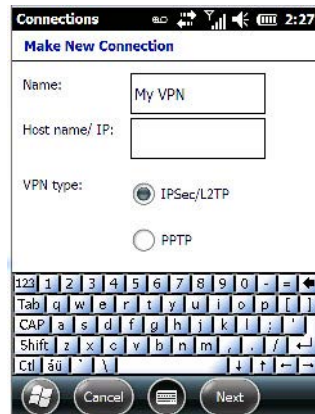 Connections 2:27
Make New Connection
Name: My VPN
Host name/ IP:
VPN type: IPSec/L2TP
PPTP
123 1 2 3 4 5 6 7 8 9 0 - =
Tab q w e r t y u i o p [ ]
CAP a s d f g h j k l ; '
Shift z x c v b n m , . /
Ctl áü ` \
Cancel Next